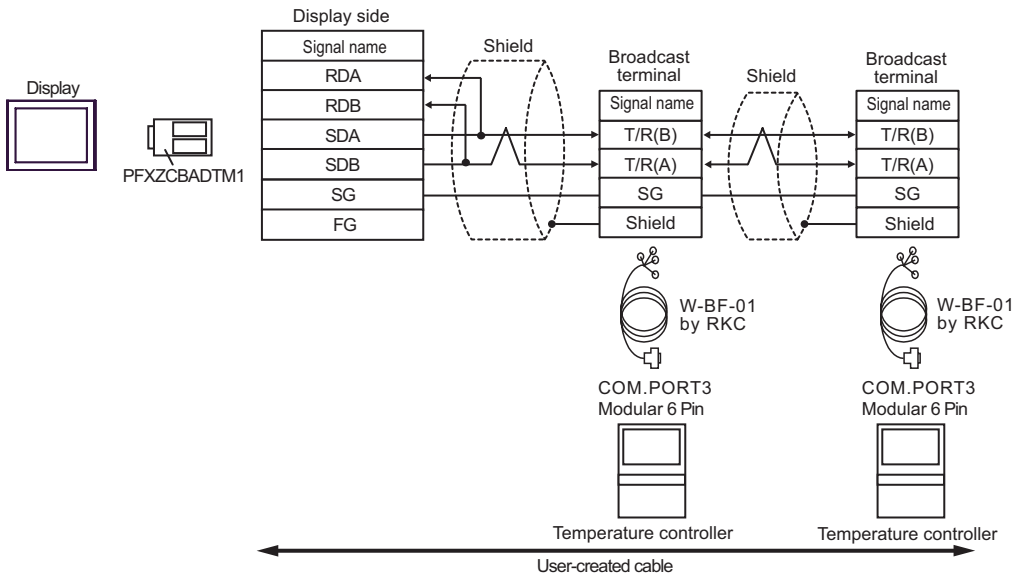 Display
PFXZCBADTM1
Display side
Signal name
RDA
RDB
SDA
SDB
SG
FG
Shield
Broadcast
terminal
Signal name
T/R(B)
T/R(A)
SG
Shield
Shield
Broadcast
terminal
Signal name
T/R(B)
T/R(A)
SG
Shield
W-BF-01
by RKC
COM.PORT3
Modular 6 Pin
Temperature controller
W-BF-01
by RKC
COM.PORT3
Modular 6 Pin
Temperature controller
User-created cable